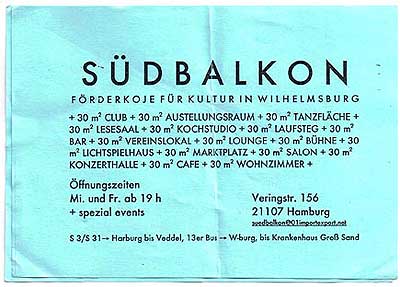 SÜDBALKON
FÖRDERKOJE FÜR KULTUR IN WILHELMSBURG
+ 30 m² CLUB + 30 m² AUSTELLUNGSRAUM + 30 m² TANZFLÄCHE +
30 m² LESESAAL + 30 m² KOCHSTUDIO + 30 m² LAUFSTEG + 30 m²
BAR + 30 m² VEREINSLOKAL + 30 m² LOUNGE + 30 m² BÜHNE + 30
m² LICHTSPIELHAUS + 30 m² MARKTPLATZ + 30 m² SALON + 30 m²
KONZERTHALLE + 30 m² CAFE + 30 m² WOHNZIMMER +
Öffnungszeiten
Mi. und Fr. ab 19 h
+ spezial events
Veringstr. 156
21107 Hamburg
suedbalkon@01importexport.net
S 3/S 31→ Harburg bis Veddel, 13er Bus → W-burg, bis Krankenhaus Groß Sand